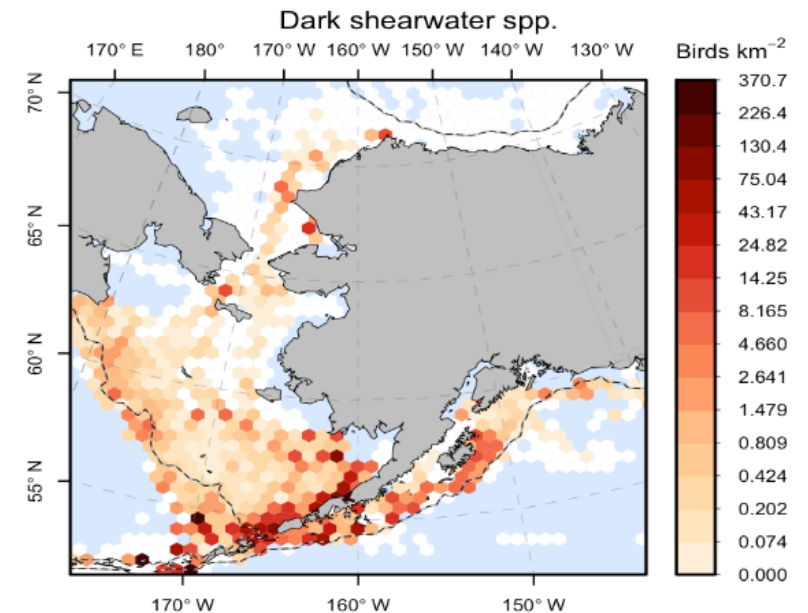 Dark shearwater spp.
170° E 180° 170° W 160° W 150° W 140° W 130° W
Birds km⁻²
70° N
65° N
60° N
55° N
370.7
226.4
130.4
75.04
43.17
24.82
14.25
8.165
4.660
2.641
1.479
0.809
0.424
0.202
0.074
0.000
170° W 160° W 150° W